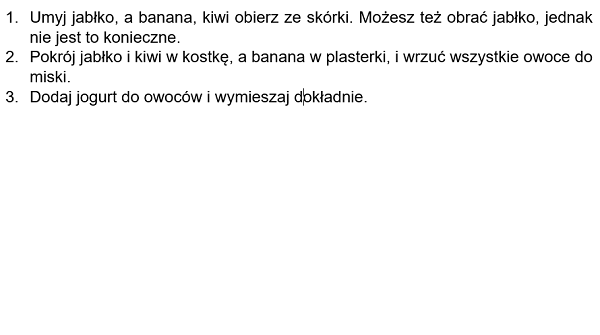 1. Umyj jabłko, a banana, kiwi obierz ze skórki. Możesz też obrać jabłko, jednak
nie jest to konieczne.
2. Pokrój jabłko i kiwi w kostkę, a banana w plasterki, i wrzuć wszystkie owoce do
miski.
3. Dodaj jogurt do owoców i wymieszaj dokładnie.